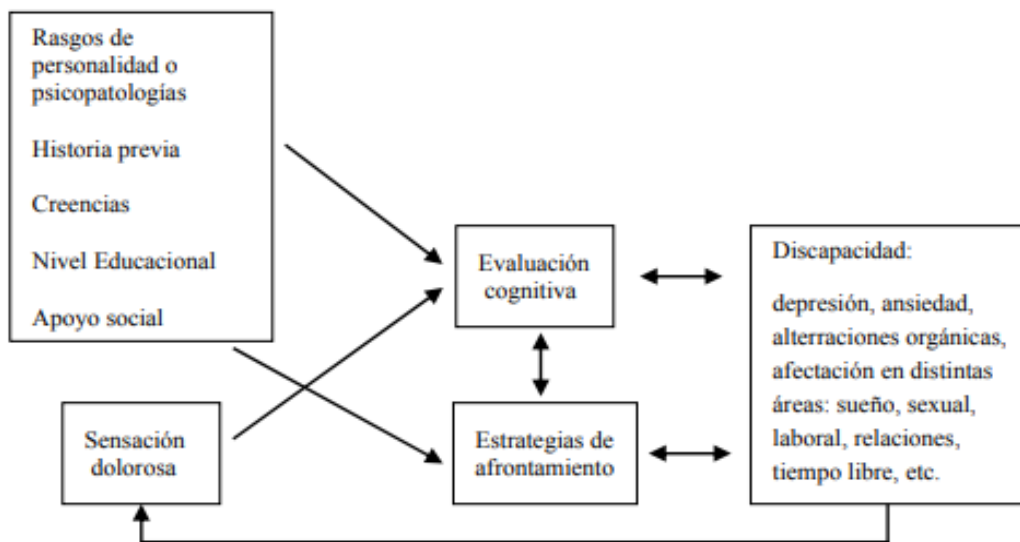 Rasgos de
personalidad o
psicopatologías
Historia previa
Creencias
Nivel Educacional
Apoyo social
Sensación
dolorosa
Evaluación
cognitiva
Estrategias de
afrontamiento
Discapacidad:
depresión, ansiedad,
alterraciones orgánicas,
afectación en distintas
áreas: sueño, sexual,
laboral, relaciones,
tiempo libre, etc.